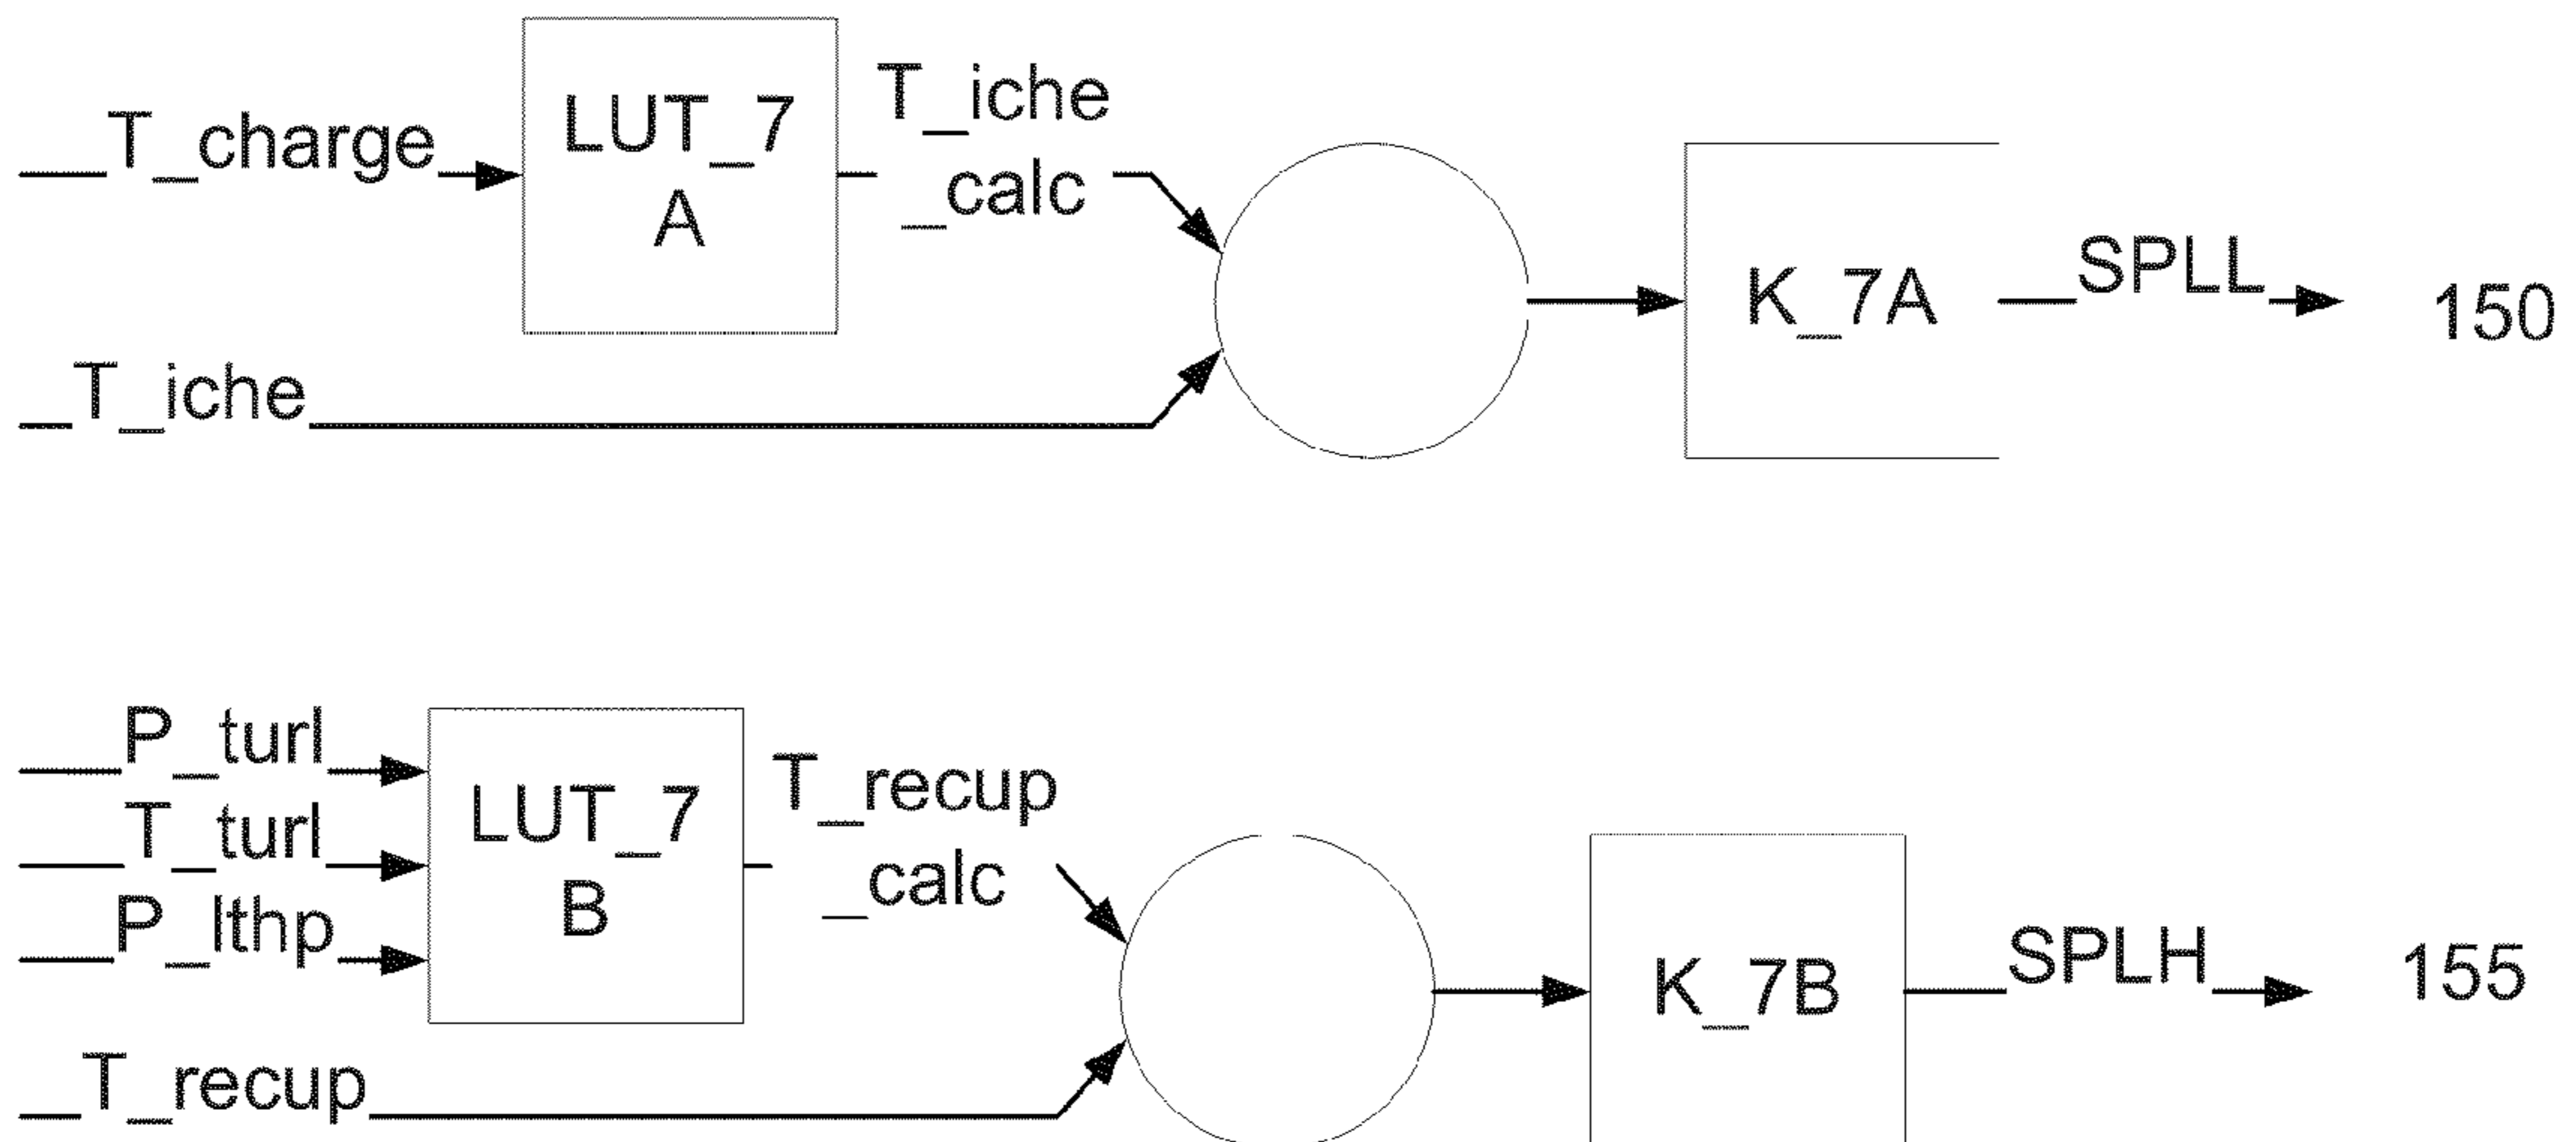 T_charge
LUT_7
A
T_iche
_calc
T_iche
K_7A
SPLL
150
P_turl
T_turl
P_lthp
LUT_7
B
T_recup
_calc
T_recup
K_7B
SPLH
155